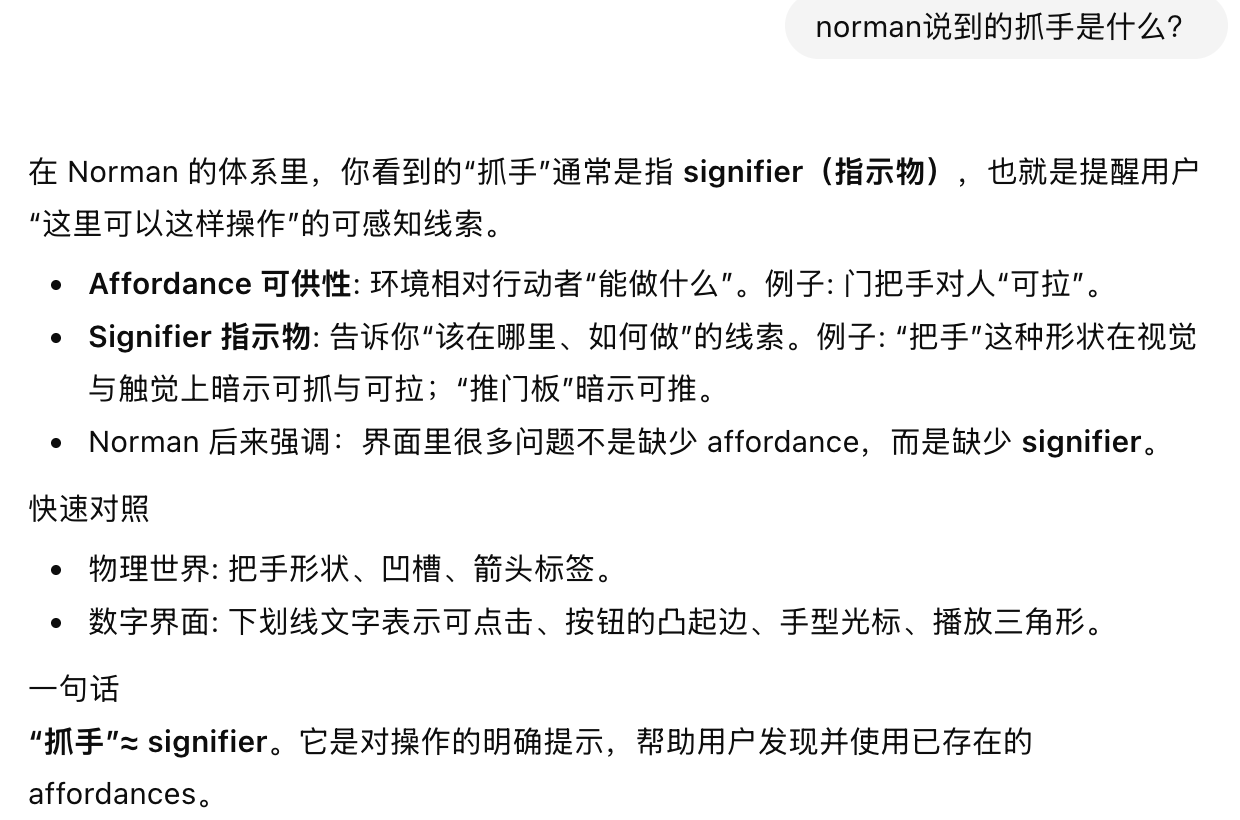 norman说到的抓手是什么?
在 Norman 的体系里，你看到的“抓手”通常是指 signifier（指示物），也就是提醒用户
“这里可以这样操作”的可感知线索。
• Affordance 可供性: 环境相对行动者“能做什么”。例子: 门把手对人“可拉”。
• Signifier 指示物: 告诉你“该在哪里、如何做”的线索。例子: “把手”这种形状在视觉
与触觉上暗示可抓与可拉；“推门板”暗示可推。
• Norman 后来强调：界面里很多问题不是缺少 affordance，而是缺少 signifier。
快速对照
• 物理世界: 把手形状、凹槽、箭头标签。
• 数字界面: 下划线文字表示可点击、按钮的凸起边、手型光标、播放三角形。
一句话
“抓手”≈ signifier。它是对操作的明确提示，帮助用户发现并使用已存在的
affordances。